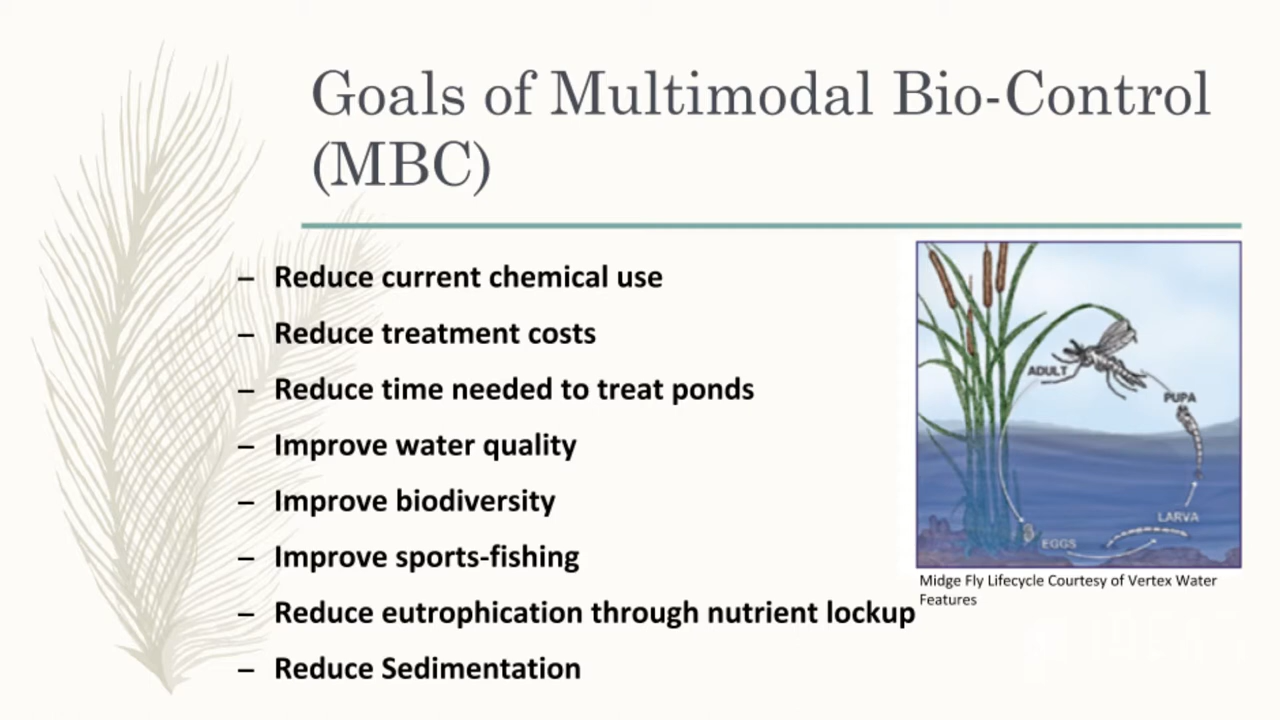 Goals of Multimodal Bio-Control
(MBC)
– Reduce current chemical use
– Reduce treatment costs
– Reduce time needed to treat ponds
– Improve water quality
– Improve biodiversity
– Improve sports-fishing
– Reduce eutrophication through nutrient lockup
– Reduce Sedimentation
ADULT
PUPA
LARVA
EGGS
Midge Fly Lifecycle Courtesy of Vertex Water
Features